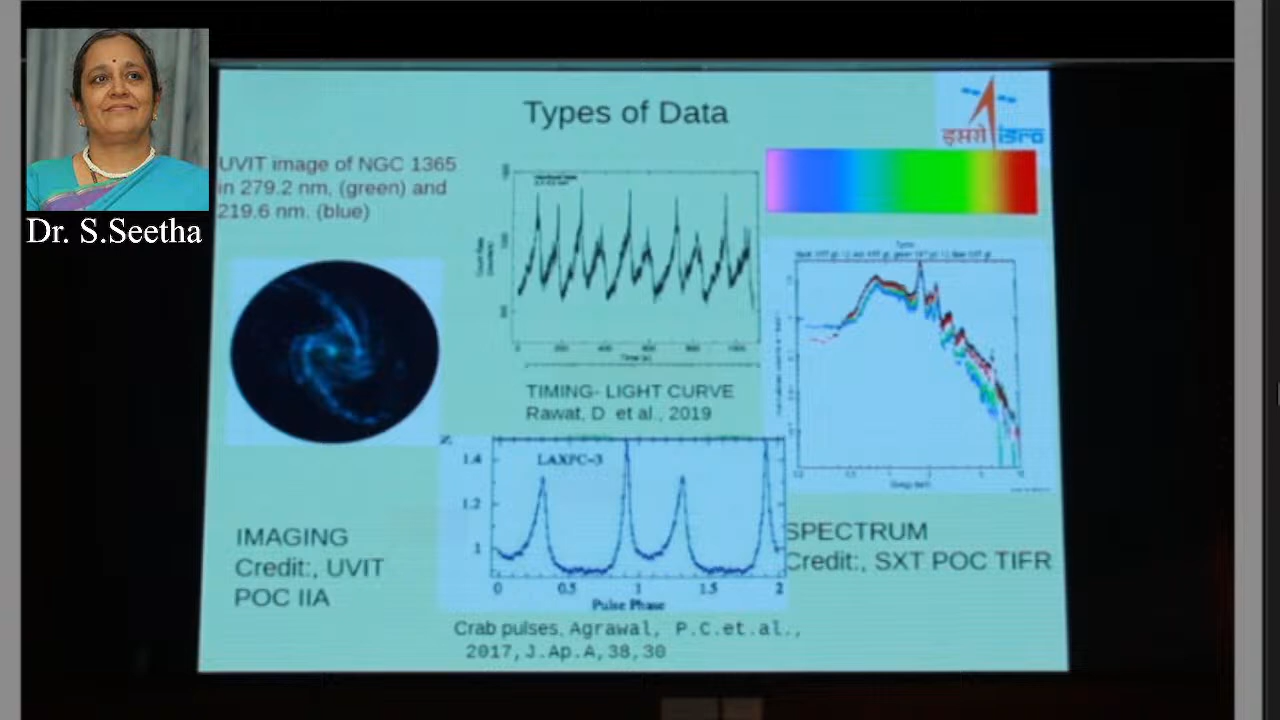 Dr. S.Seetha
Types of Data
इसरो isro
UVIT image of NGC 1365
in 279.2 nm, (green) and
219.6 nm. (blue)
Time (s)
TIMING- LIGHT CURVE
Rawat, D et al., 2019
LAXPC-3
1.4
1.2
1
0 0.5 1 1.5 2
Pulse Phase
Crab pulses, Agrawal, P.C.et.al.,
2017,J.Ap.A,38,30
IMAGING
Credit:, UVIT
POC IIA
SPECTRUM
Credit:, SXT POC TIFR